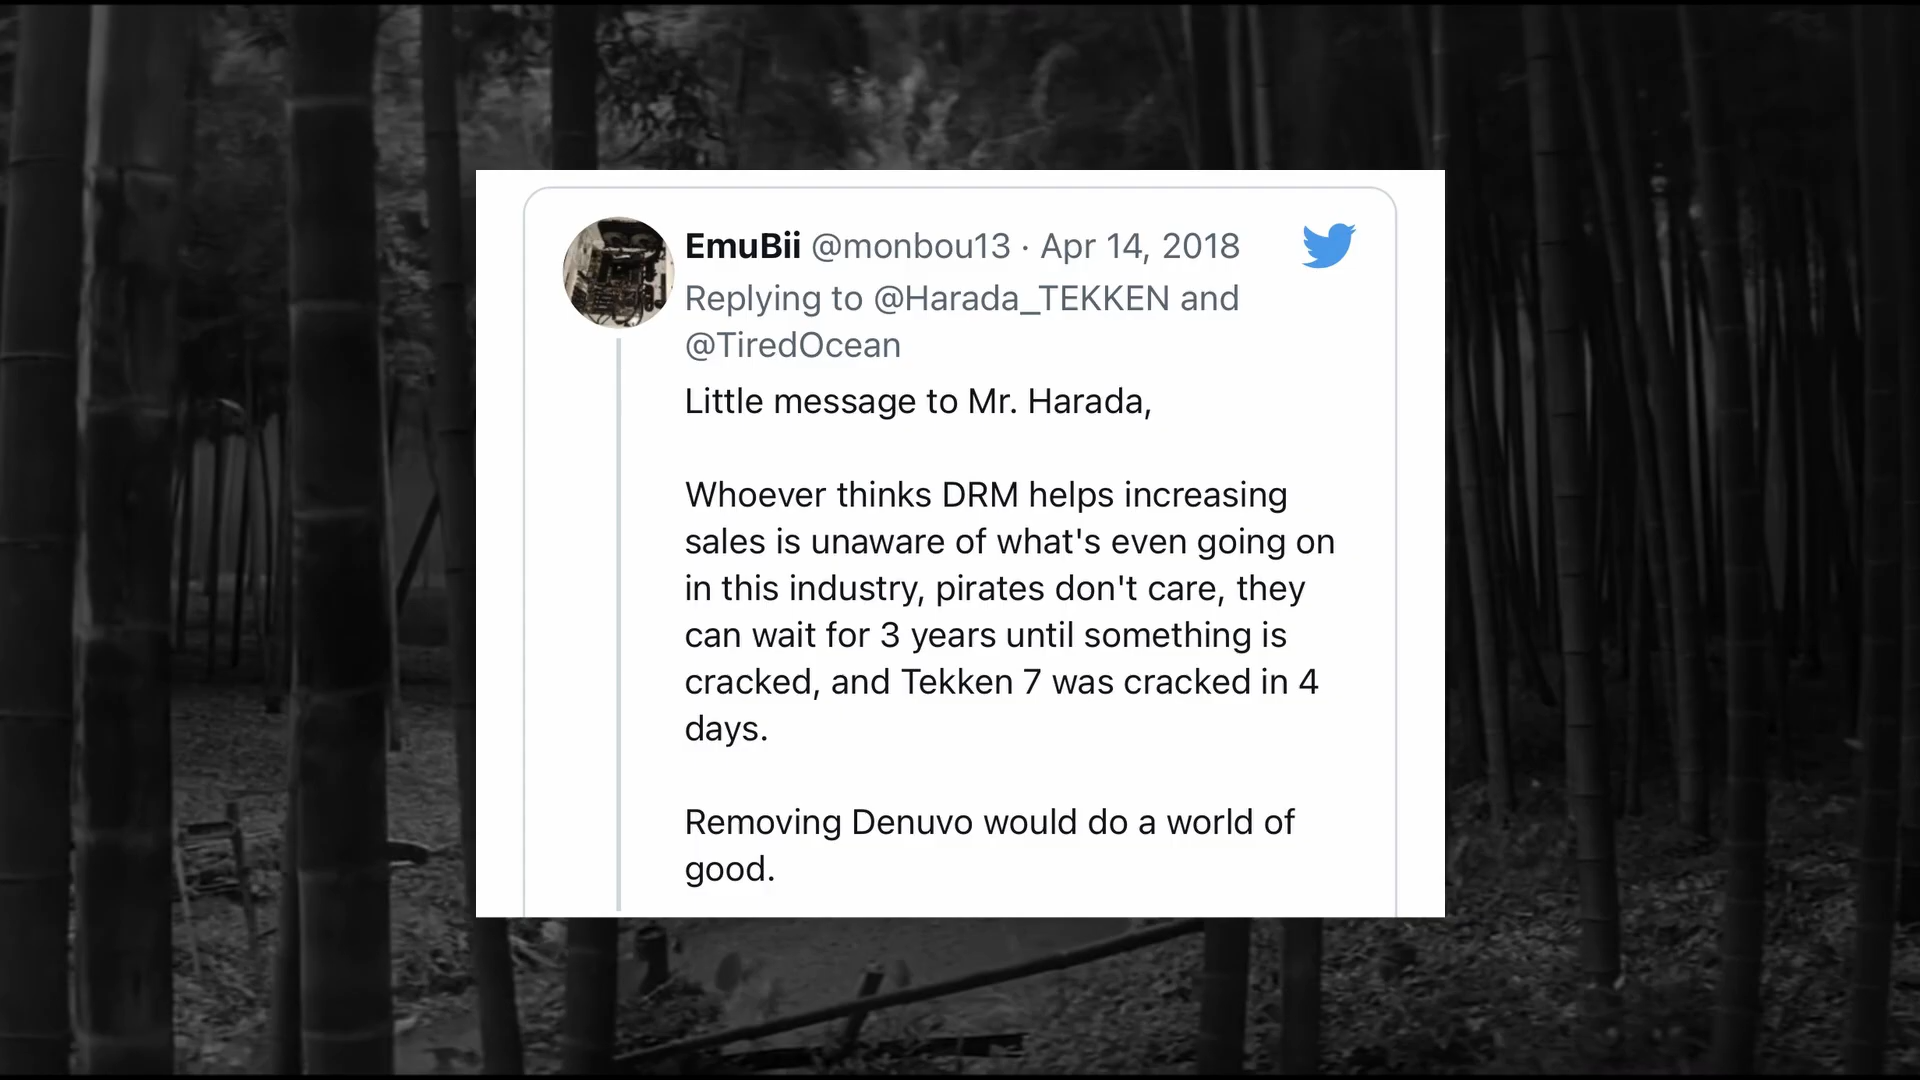 EmuBii @monbou13 · Apr 14, 2018
Replying to @Harada_TEKKEN and
@TiredOcean
Little message to Mr. Harada,
Whoever thinks DRM helps increasing
sales is unaware of what's even going on
in this industry, pirates don't care, they
can wait for 3 years until something is
cracked, and Tekken 7 was cracked in 4
days.
Removing Denuvo would do a world of
good.